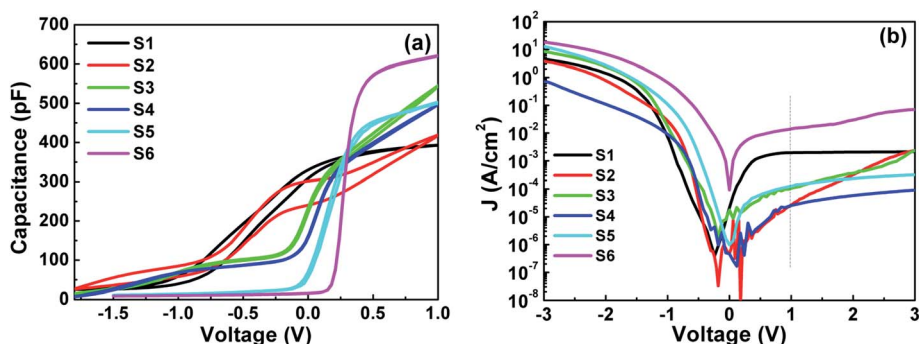 (a)
700
600
500
400
300
200
100
0
Capacitance (pF)
S1
S2
S3
S4
S5
S6
-1.5 -1.0 -0.5 0.0 0.5 1.0
Voltage (V)
(b)
10²
10¹
10⁰
10⁻¹
10⁻²
10⁻³
10⁻⁴
10⁻⁵
10⁻⁶
10⁻⁷
10⁻⁸
J (A/cm²)
S1
S2
S3
S4
S5
S6
-3 -2 -1 0 1 2 3
Voltage (V)